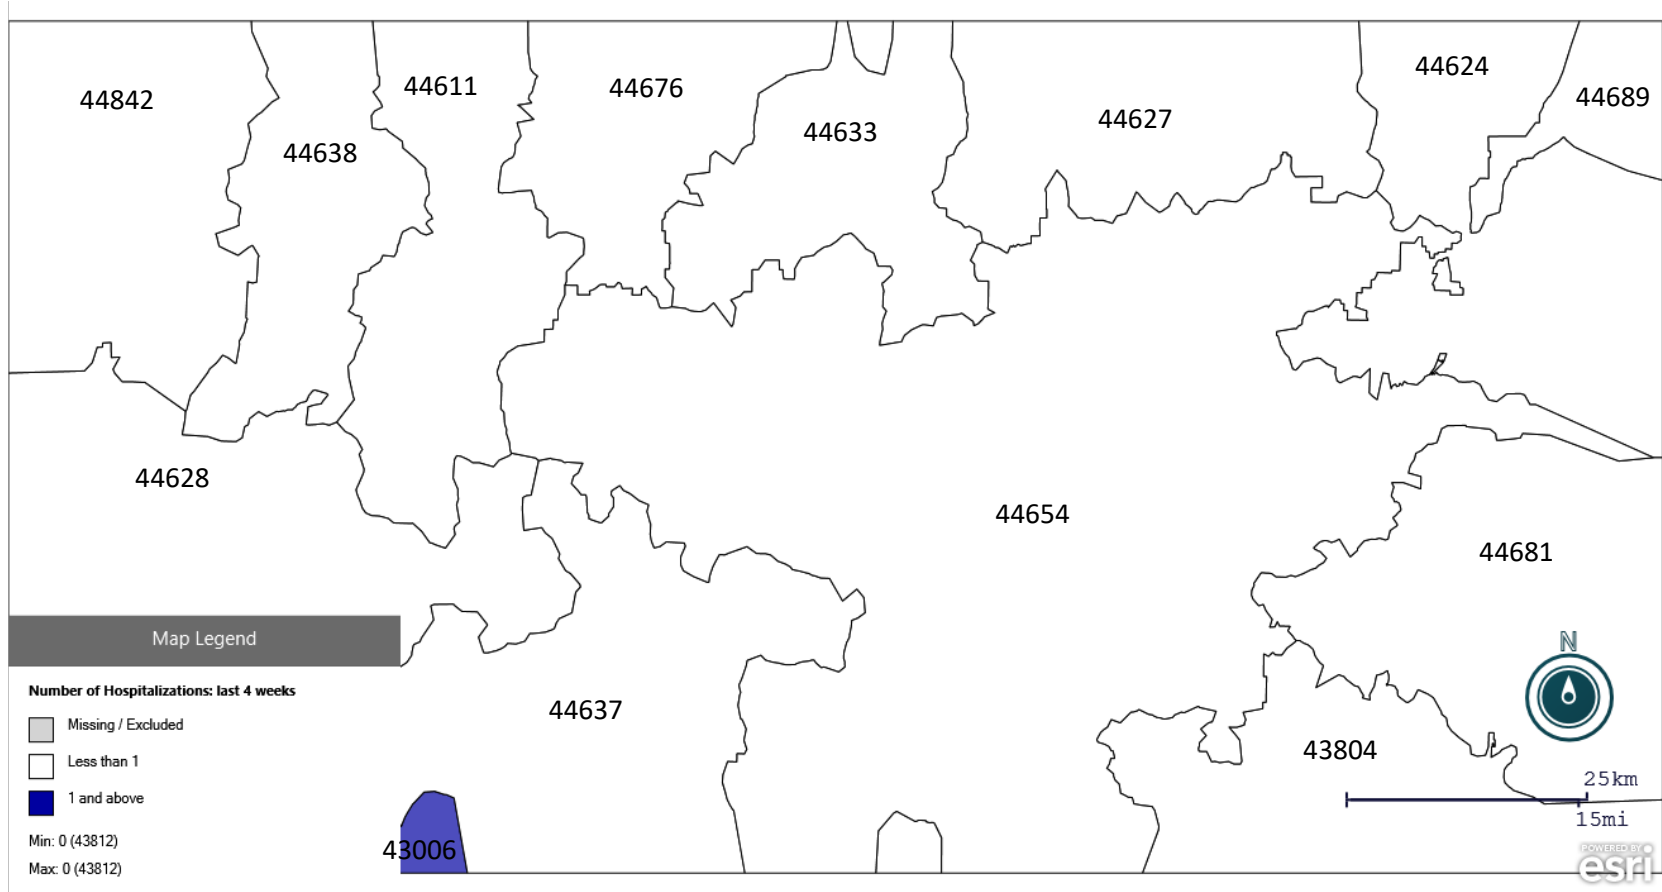 44842
44638
44611
44676
44633
44627
44624
44689
44628
44654
44681
44637
43804
43006
Map Legend
Number of Hospitalizations: last 4 weeks
Missing / Excluded
Less than 1
1 and above
Min: 0 (43812)
Max: 0 (43812)
N
25km
15mi
POWERED BY
esri